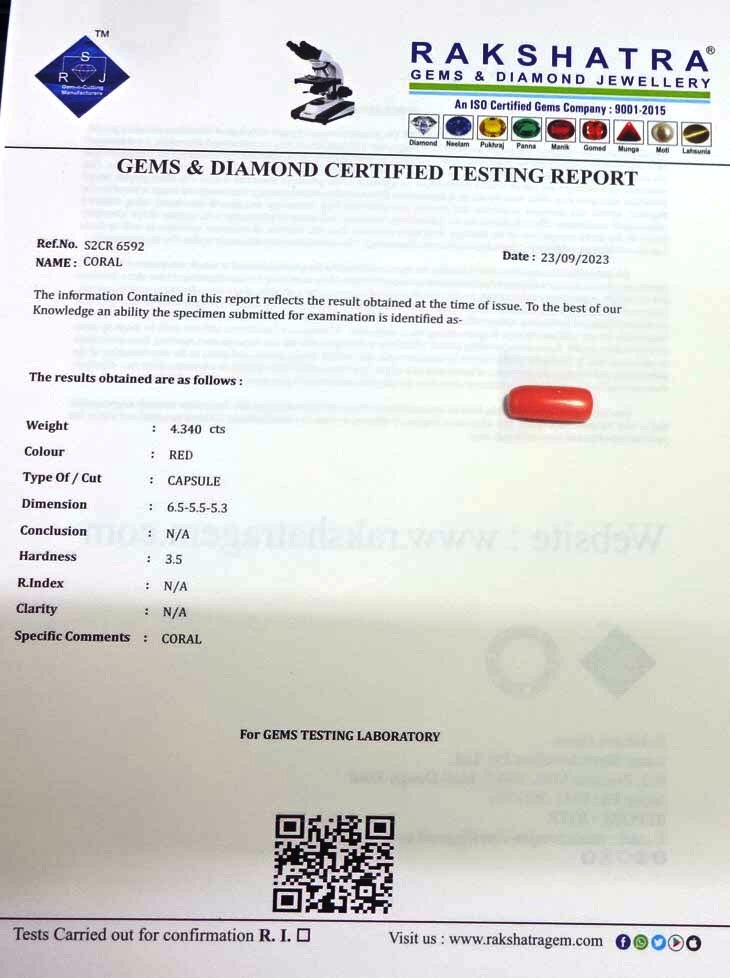 TM
S
R J
Gem-n-Cutting
Manufacturers
RAKSHATRA®
GEMS & DIAMOND JEWELLERY
An ISO Certified Gems Company : 9001-2015
Diamond Neelam Pukhraj Panna Manik Gomed Munga Moti Lahsunia
GEMS & DIAMOND CERTIFIED TESTING REPORT
Ref.No. S2CR 6592
NAME : CORAL
Date : 23/09/2023
The information Contained in this report reflects the result obtained at the time of issue. To the best of our
Knowledge an ability the specimen submitted for examination is identified as-
The results obtained are as follows :
Weight : 4.340 cts
Colour : RED
Type Of / Cut : CAPSULE
Dimension : 6.5-5.5-5.3
Conclusion : N/A
Hardness : 3.5
R.Index : N/A
Clarity : N/A
Specific Comments : CORAL
Website : www.rakshatragem.com
For GEMS TESTING LABORATORY
Tests Carried out for confirmation R. I. ☐
Visit us : www.rakshatragem.com